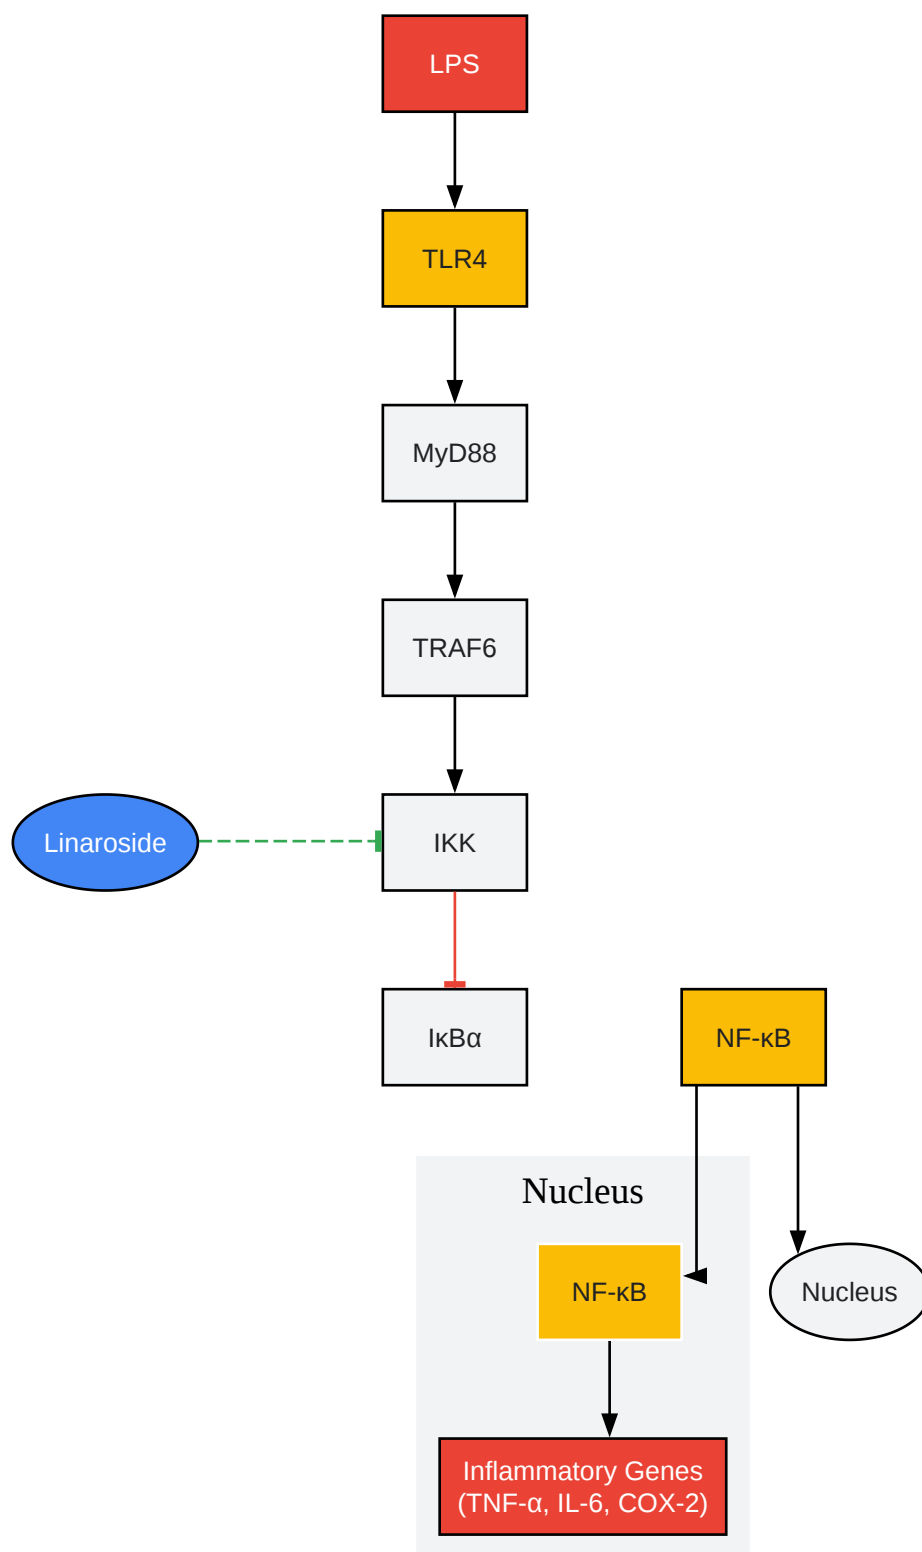 LPS
TLR4
MyD88
TRAF6
Linaroside
IKK
IκBα
NF-κB
Nucleus
NF-κB
Nucleus
Inflammatory Genes
(TNF-α, IL-6, COX-2)